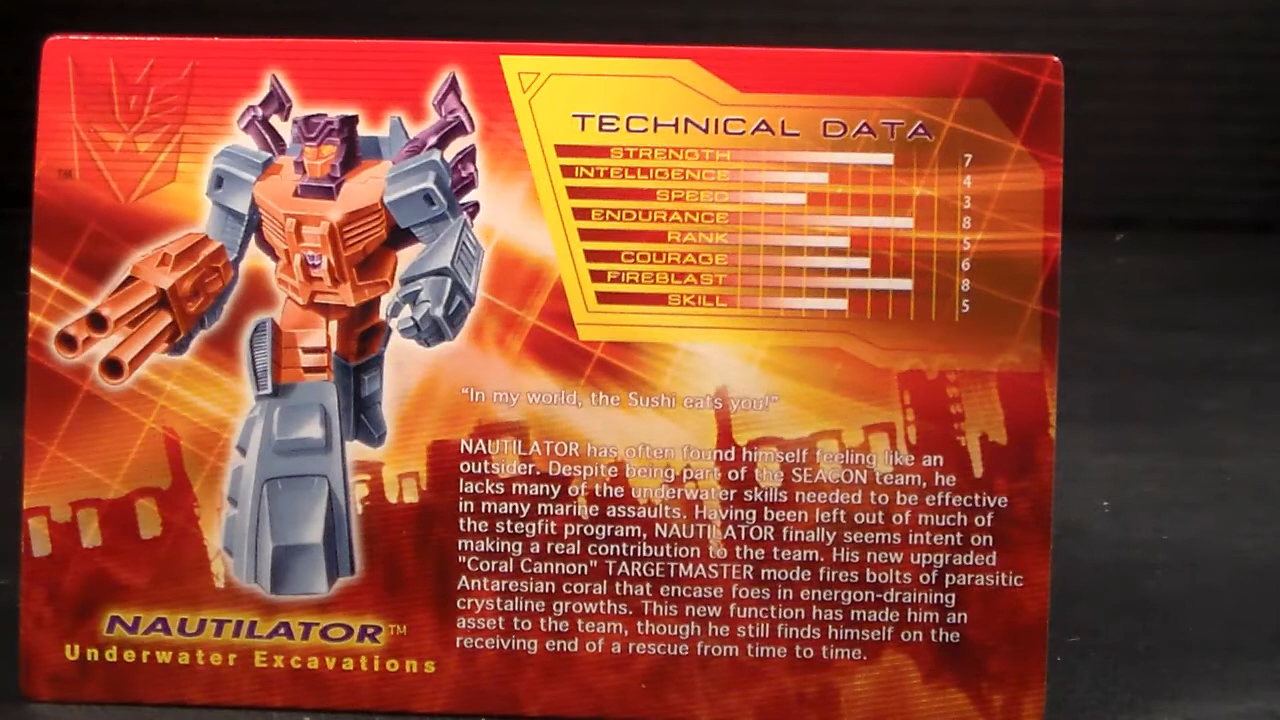 TM
TECHNICAL DATA
STRENGTH 7
INTELLIGENCE 4
SPEED 3
ENDURANCE 8
RANK 5
COURAGE 6
FIREBLAST 8
SKILL 5
"In my world, the Sushi eats you!"
NAUTILATOR has often found himself feeling like an
outsider. Despite being part of the SEACON team, he
lacks many of the underwater skills needed to be effective
in many marine assaults. Having been left out of much of
the stegfit program, NAUTILATOR finally seems intent on
making a real contribution to the team. His new upgraded
"Coral Cannon" TARGETMASTER mode fires bolts of parasitic
Antaresian coral that encase foes in energon-draining
crystaline growths. This new function has made him an
asset to the team, though he still finds himself on the
receiving end of a rescue from time to time.
NAUTILATOR™
Underwater Excavations